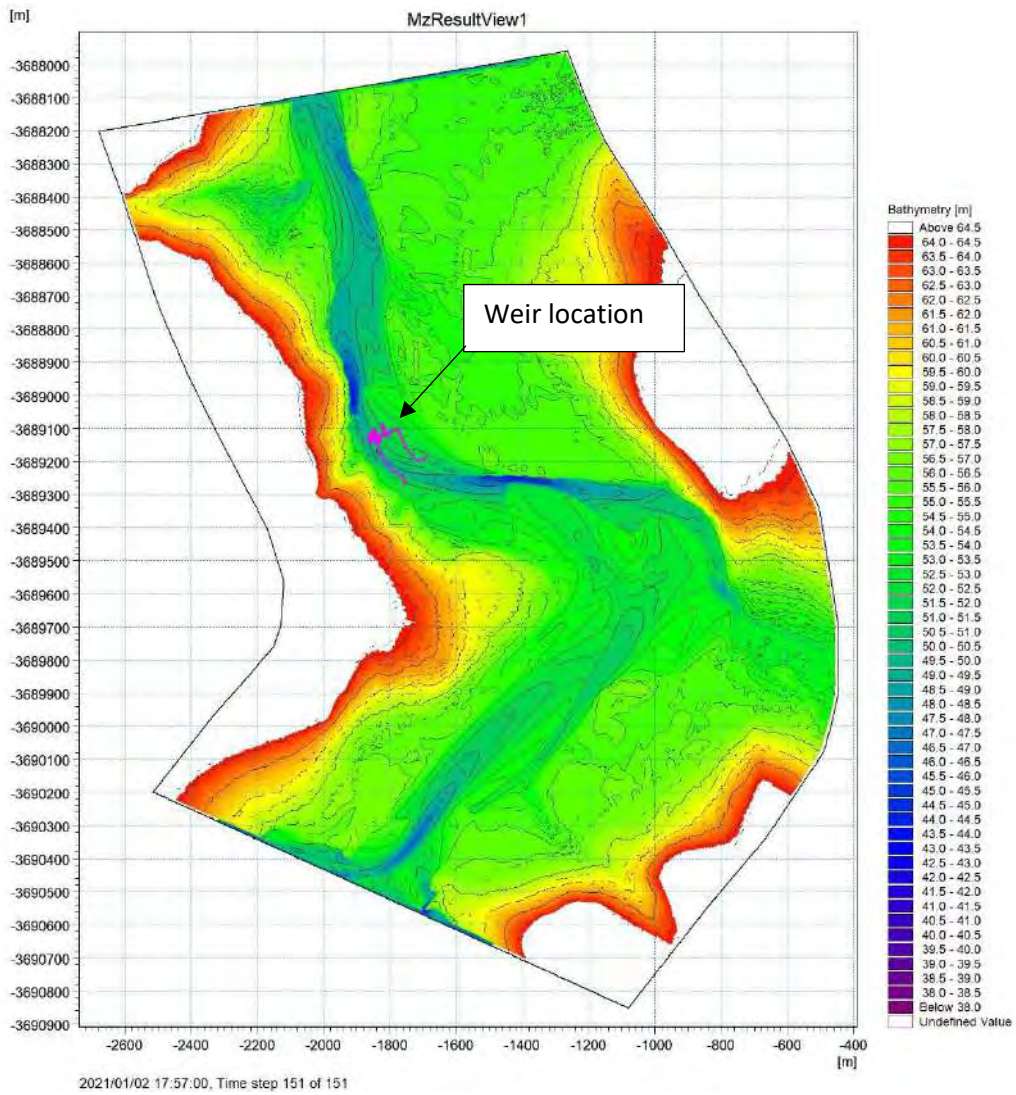 [m]
MzResultView1
-3688000
-3688100
-3688200
-3688300
-3688400
-3688500
-3688600
-3688700
-3688800
-3688900
-3689000
-3689100
-3689200
-3689300
-3689400
-3689500
-3689600
-3689700
-3689800
-3689900
-3690000
-3690100
-3690200
-3690300
-3690400
-3690500
-3690600
-3690700
-3690800
-3690900
Weir location
-2600
-2400
-2200
-2000
-1800
-1600
-1400
-1200
-1000
-800
-600
-400
[m]
Bathymetry [m]
Above 64.5
64.0 - 64.5
63.5 - 64.0
63.0 - 63.5
62.5 - 63.0
62.0 - 62.5
61.5 - 62.0
61.0 - 61.5
60.5 - 61.0
60.0 - 60.5
59.5 - 60.0
59.0 - 59.5
58.5 - 59.0
58.0 - 58.5
57.5 - 58.0
57.0 - 57.5
56.5 - 57.0
56.0 - 56.5
55.5 - 56.0
55.0 - 55.5
54.5 - 55.0
54.0 - 54.5
53.5 - 54.0
53.0 - 53.5
52.5 - 53.0
52.0 - 52.5
51.5 - 52.0
51.0 - 51.5
50.5 - 51.0
50.0 - 50.5
49.5 - 50.0
49.0 - 49.5
48.5 - 49.0
48.0 - 48.5
47.5 - 48.0
47.0 - 47.5
46.5 - 47.0
46.0 - 46.5
45.5 - 46.0
45.0 - 45.5
44.5 - 45.0
44.0 - 44.5
43.5 - 44.0
43.0 - 43.5
42.5 - 43.0
42.0 - 42.5
41.5 - 42.0
41.0 - 41.5
40.5 - 41.0
40.0 - 40.5
39.5 - 40.0
39.0 - 39.5
38.5 - 39.0
38.0 - 38.5
Below 38.0
Undefined Value
2021/01/02 17:57:00, Time step 151 of 151